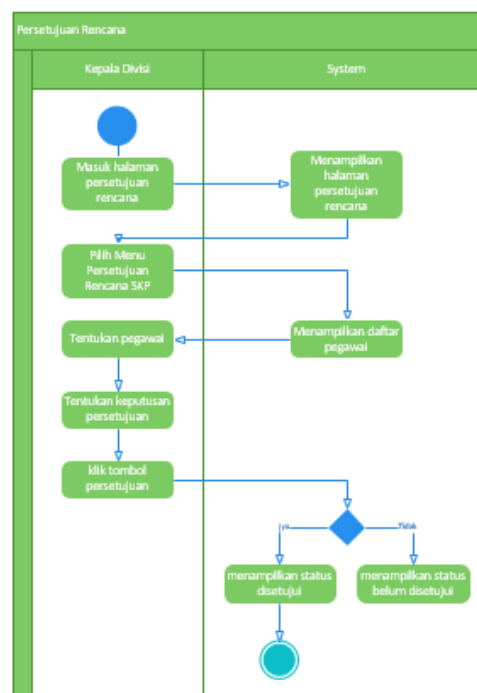 Persetujuan Rencana
Kepala Divisi
System
Masuk halaman
persetujuan
rencana
Menampilkan
halaman
persetujuan
rencana
Pilih Menu
Persetujuan
Rencana SKP
Menampilkan daftar
pegawai
Tentukan pegawai
Tentukan keputusan
persetujuan
klik tombol
persetujuan
iya
Tidak
menampilkan status
disetujui
menampilkan status
belum disetujui